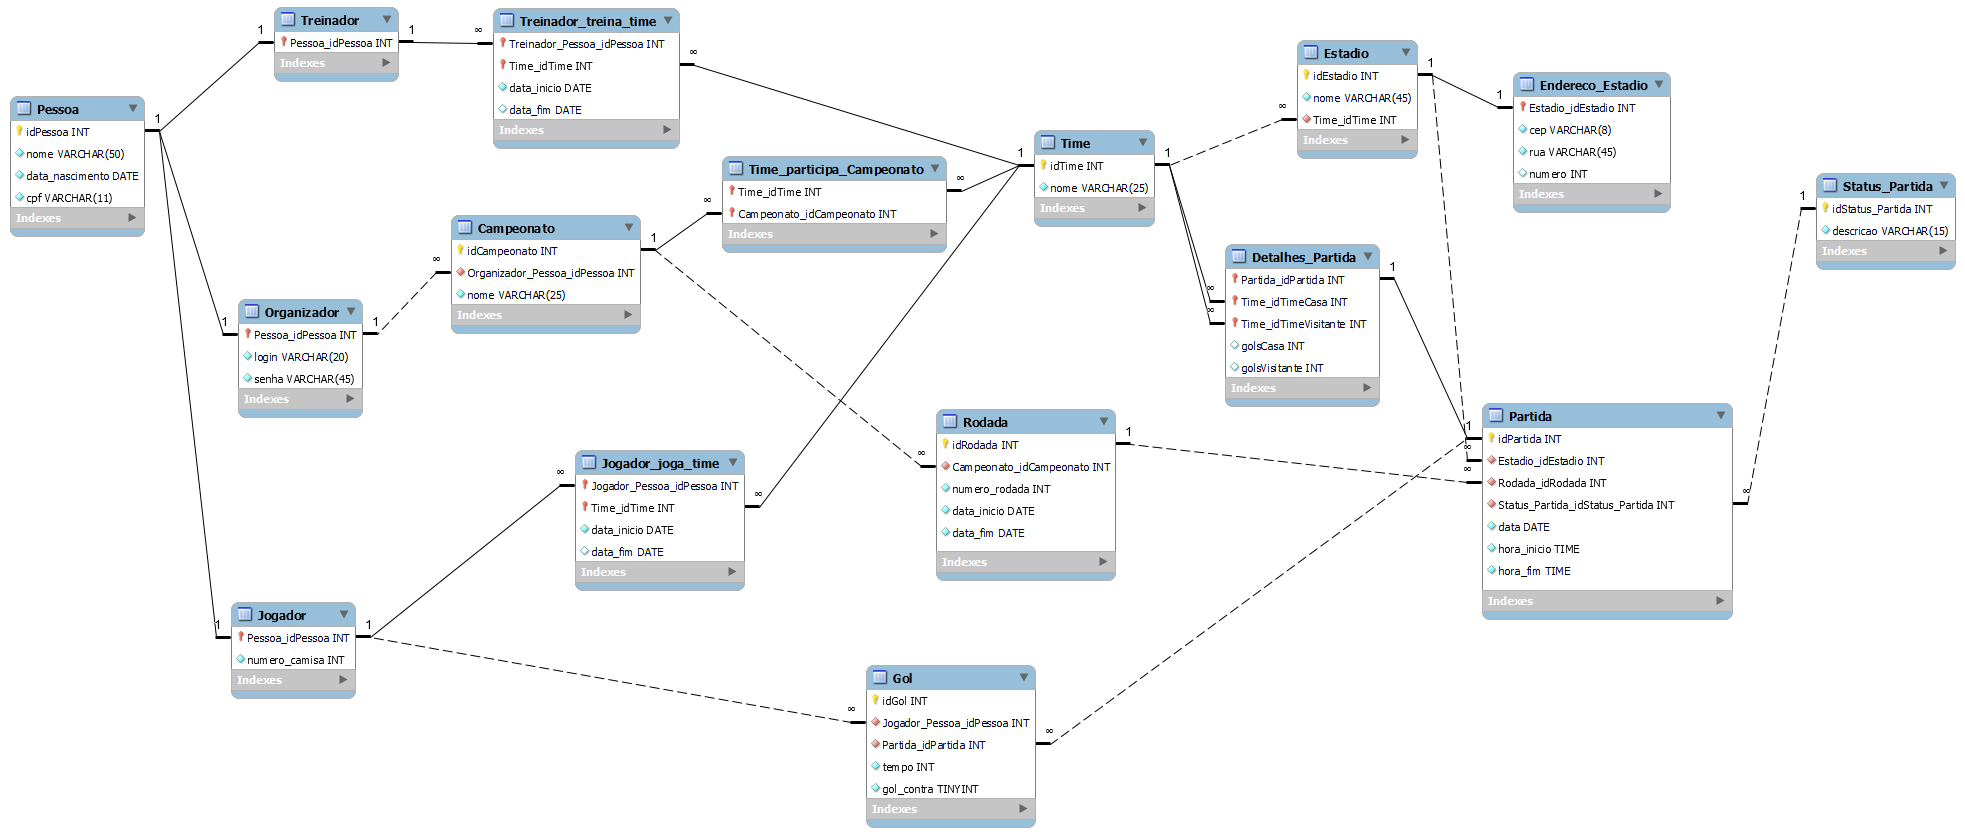 Treinador
Pessoa_idPessoa INT
Indexes
Treinador_treina_time
Treinador_Pessoa_idPessoa INT
Time_idTime INT
data_inicio DATE
data_fim DATE
Indexes
Estadio
idEstadio INT
nome VARCHAR(45)
Time_idTime INT
Indexes
Endereco_Estadio
Estadio_idEstadio INT
cep VARCHAR(8)
rua VARCHAR(45)
numero INT
Indexes
Pessoa
idPessoa INT
nome VARCHAR(50)
data_nascimento DATE
cpf VARCHAR(11)
Indexes
Time
idTime INT
nome VARCHAR(25)
Indexes
Time_participa_Campeonato
Time_idTime INT
Campeonato_idCampeonato INT
Indexes
Status_Partida
idStatus_Partida INT
descricao VARCHAR(15)
Indexes
Campeonato
idCampeonato INT
Organizador_Pessoa_idPessoa INT
nome VARCHAR(25)
Indexes
Detalhes_Partida
Partida_idPartida INT
Time_idTimeCasa INT
Time_idTimeVisitante INT
golsCasa INT
golsVisitante INT
Indexes
Organizador
Pessoa_idPessoa INT
login VARCHAR(20)
senha VARCHAR(45)
Indexes
Rodada
idRodada INT
Campeonato_idCampeonato INT
numero_rodada INT
data_inicio DATE
data_fim DATE
Indexes
Partida
idPartida INT
Estadio_idEstadio INT
Rodada_idRodada INT
Status_Partida_idStatus_Partida INT
data DATE
hora_inicio TIME
hora_fim TIME
Indexes
Jogador_joga_time
Jogador_Pessoa_idPessoa INT
Time_idTime INT
data_inicio DATE
data_fim DATE
Indexes
Jogador
Pessoa_idPessoa INT
numero_camisa INT
Indexes
Gol
idGol INT
Jogador_Pessoa_idPessoa INT
Partida_idPartida INT
tempo INT
gol_contra TINYINT
Indexes
1
1
1
∞
∞
1
1
1
1
∞
∞
∞
1
∞
∞
1
1
1
1
∞
1
∞
∞
1
∞
1
∞
1
1
∞
∞
∞
∞
1
1
∞
∞